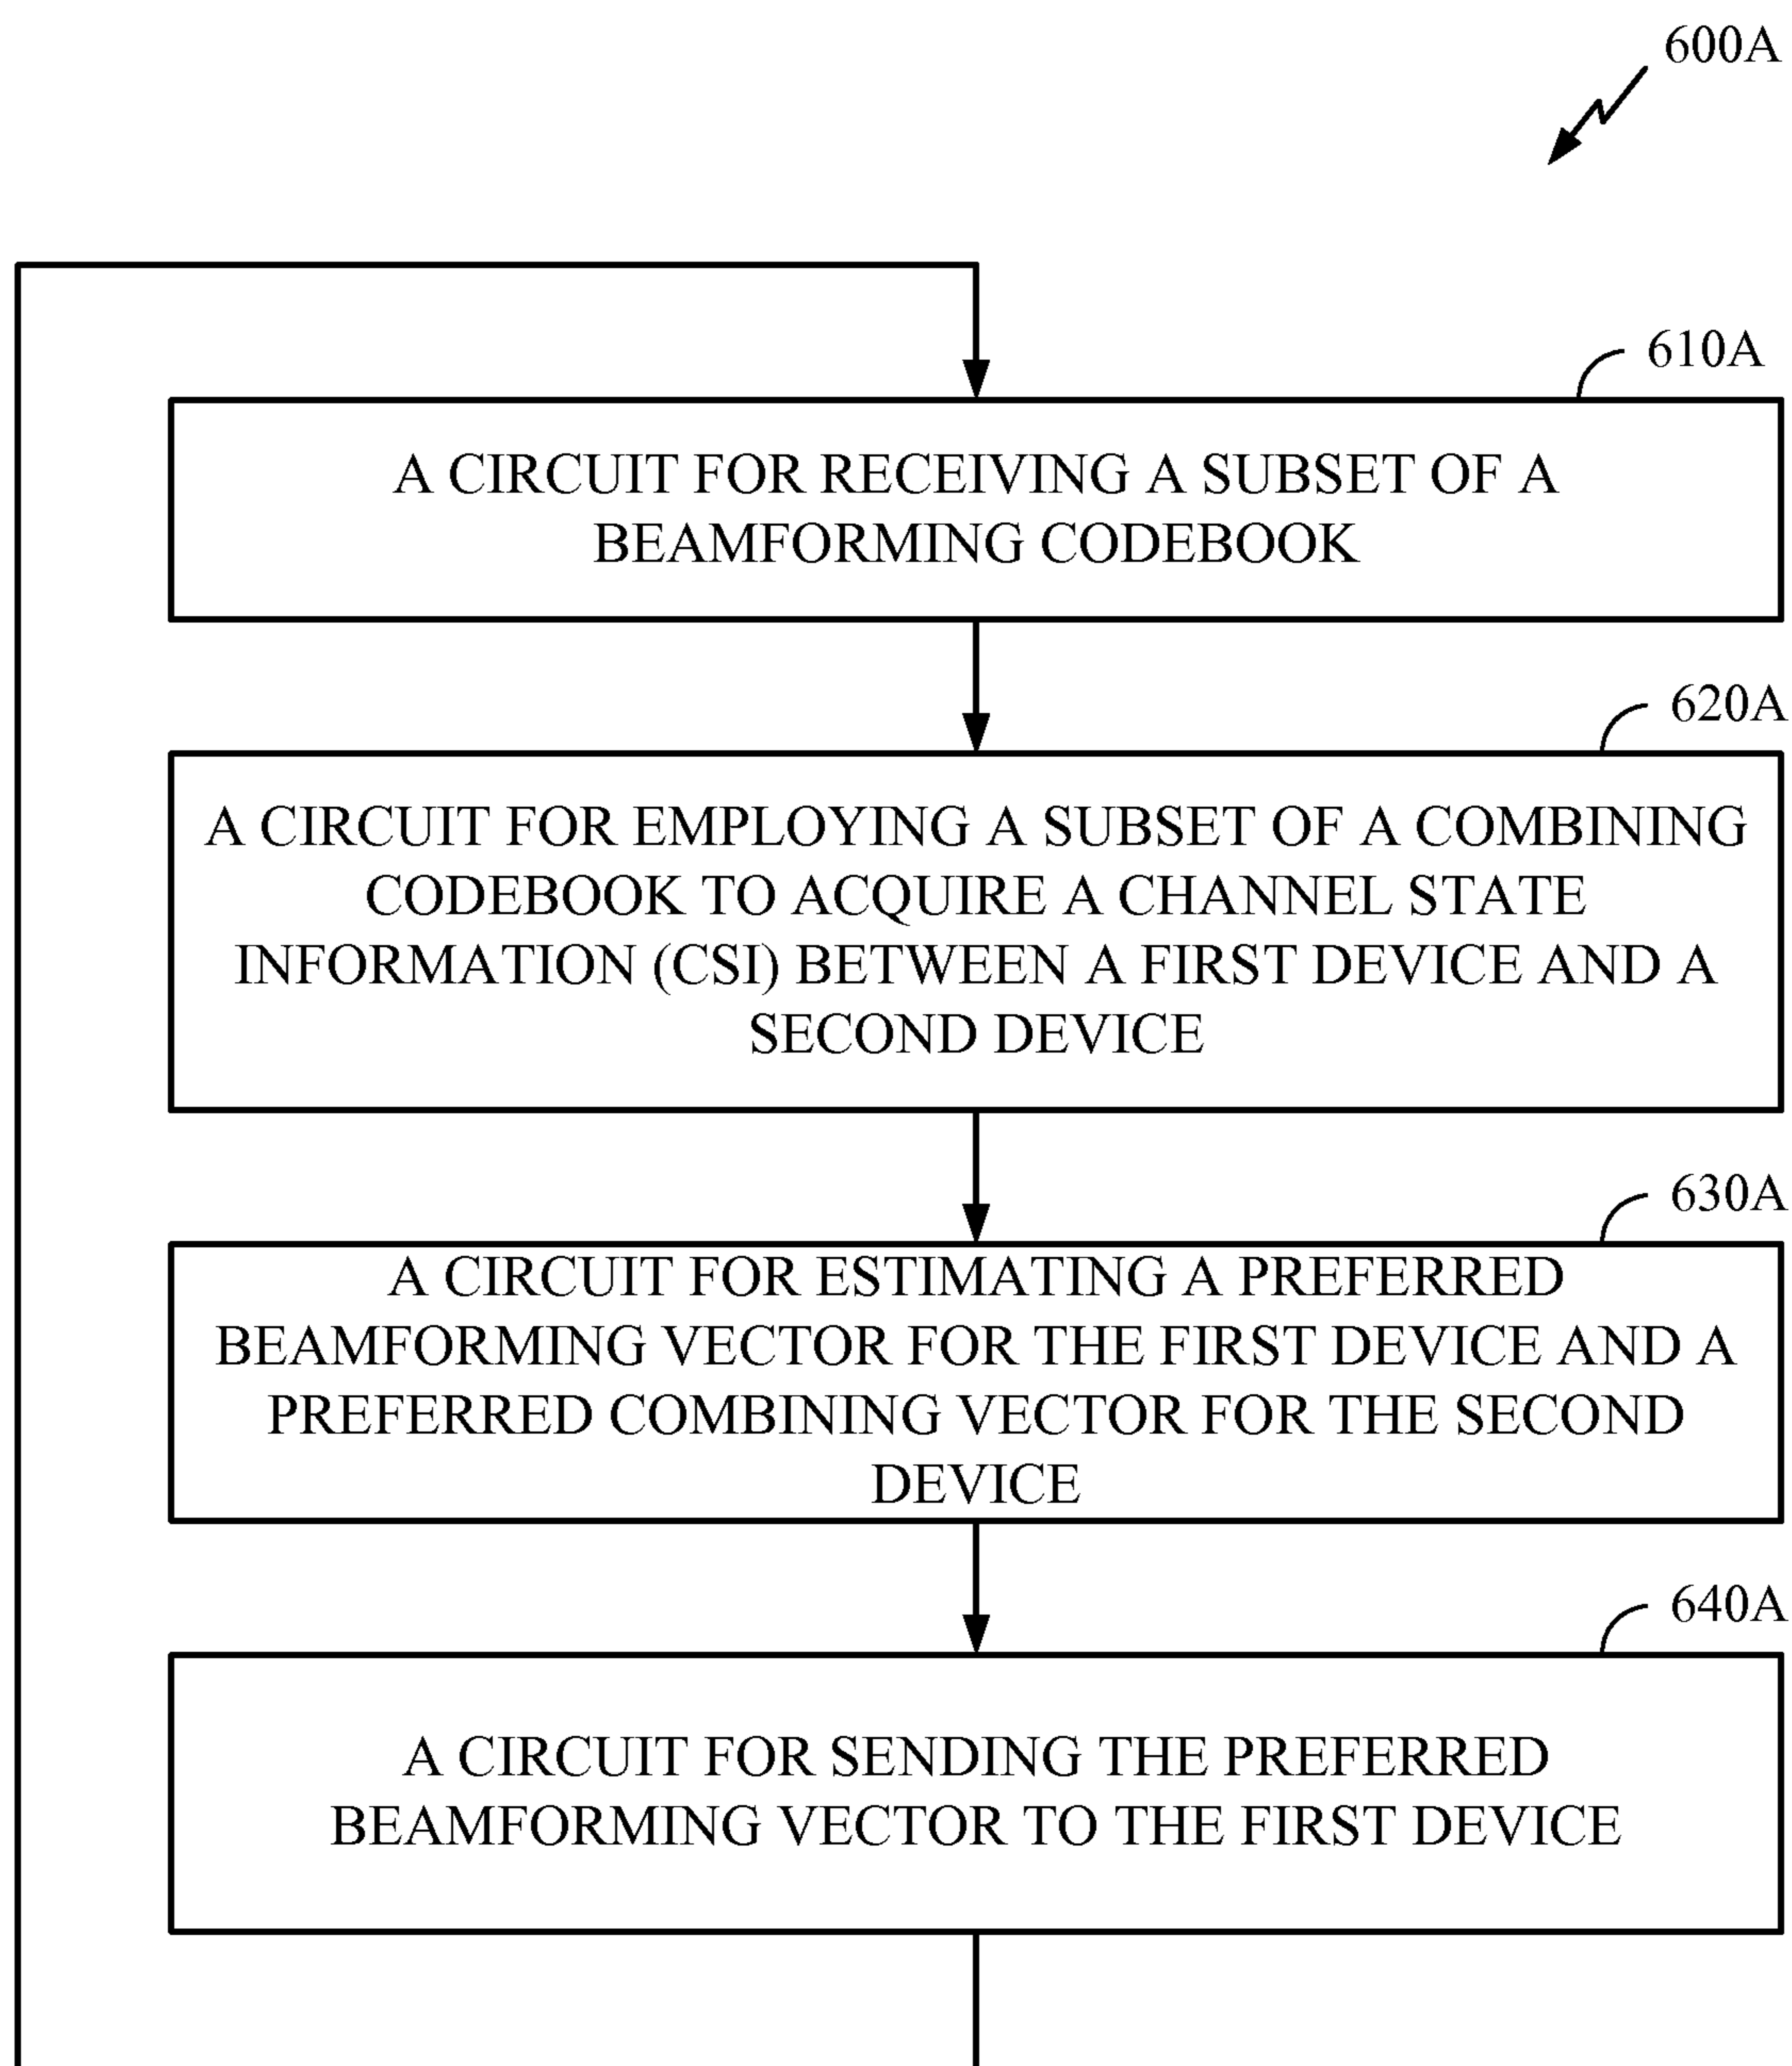 600A
610A
A CIRCUIT FOR RECEIVING A SUBSET OF A
BEAMFORMING CODEBOOK
620A
A CIRCUIT FOR EMPLOYING A SUBSET OF A COMBINING
CODEBOOK TO ACQUIRE A CHANNEL STATE
INFORMATION (CSI) BETWEEN A FIRST DEVICE AND A
SECOND DEVICE
630A
A CIRCUIT FOR ESTIMATING A PREFERRED
BEAMFORMING VECTOR FOR THE FIRST DEVICE AND A
PREFERRED COMBINING VECTOR FOR THE SECOND
DEVICE
640A
A CIRCUIT FOR SENDING THE PREFERRED
BEAMFORMING VECTOR TO THE FIRST DEVICE